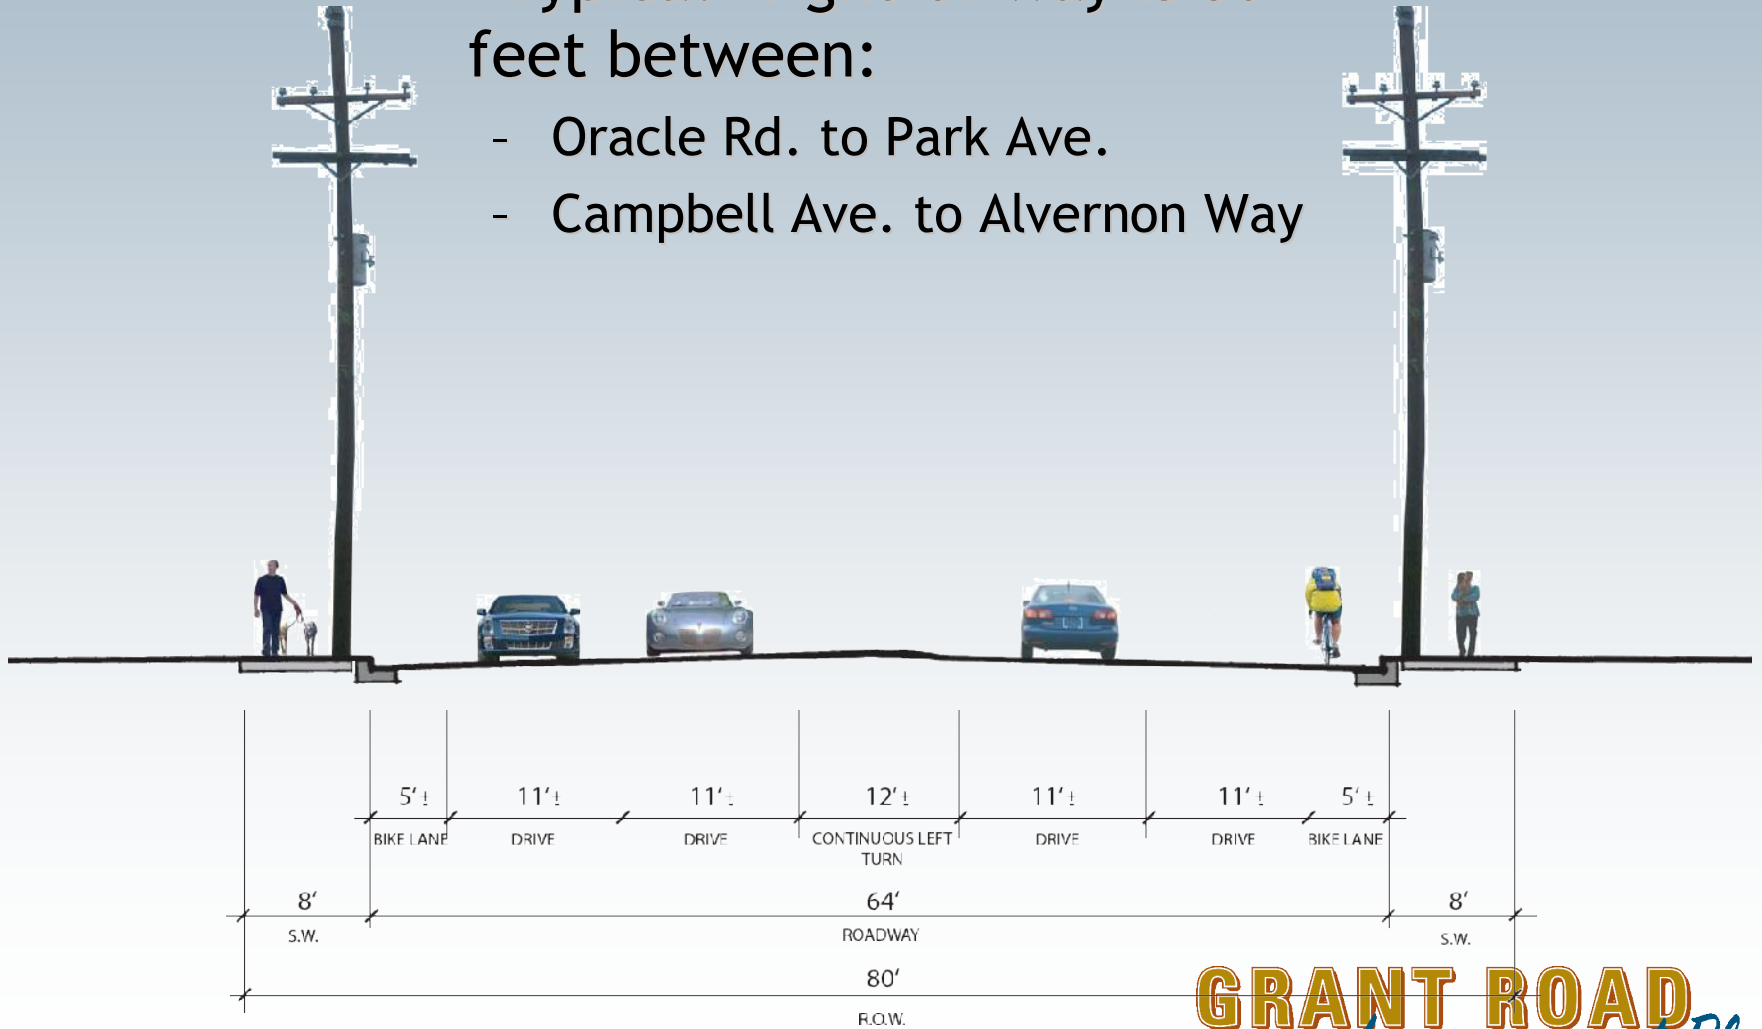 feet between:
– Oracle Rd. to Park Ave.
– Campbell Ave. to Alvernon Way
5‘± 11‘± 11‘± 12‘± 11‘± 11‘± 5‘±
BIKE LANE DRIVE DRIVE CONTINUOUS LEFT DRIVE DRIVE BIKE LANE
TURN
8‘ 64‘ 8‘
S.W. ROADWAY S.W.
80‘
R.O.W.
GRANT ROAD